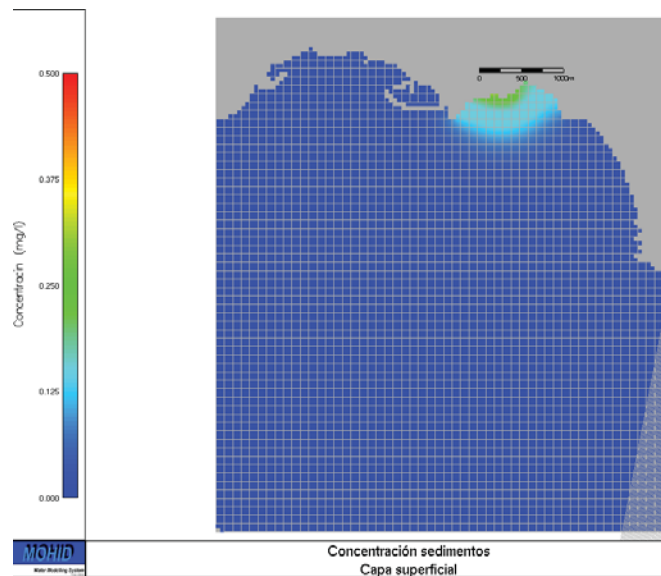 0 500 1000m
0.500
0.375
0.250
0.125
0.000
Concentracin (mg/l)
MOHID
Water Modelling System
Concentración sedimentos
Capa superficial